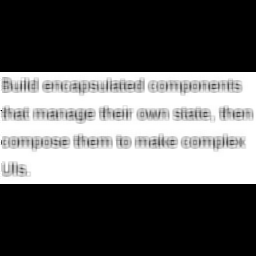 Build encapsulated components
that manage their own state, then
compose them to make complex
UIs.